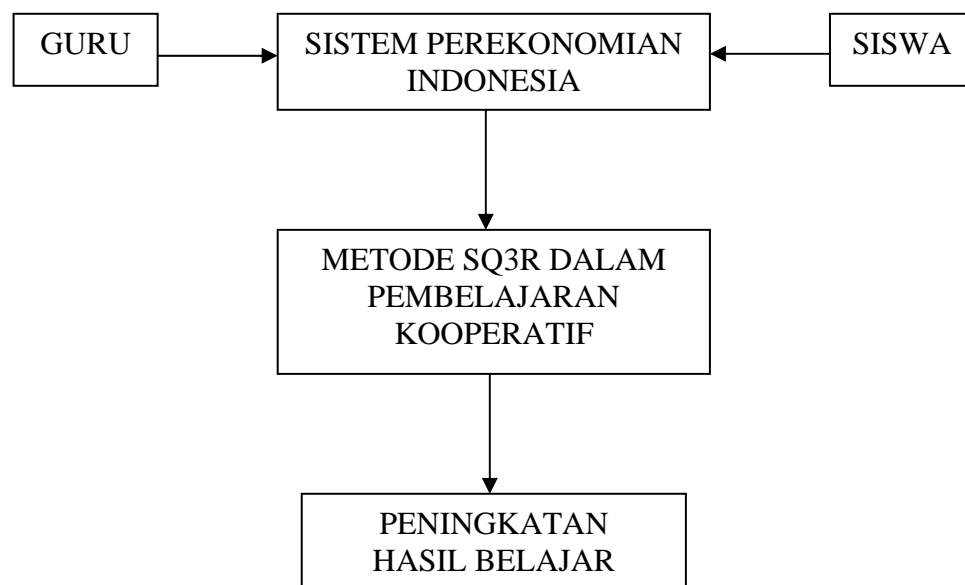 GURU
SISTEM PEREKONOMIAN
INDONESIA
SISWA
METODE SQ3R DALAM
PEMBELAJARAN
KOOPERATIF
PENINGKATAN
HASIL BELAJAR